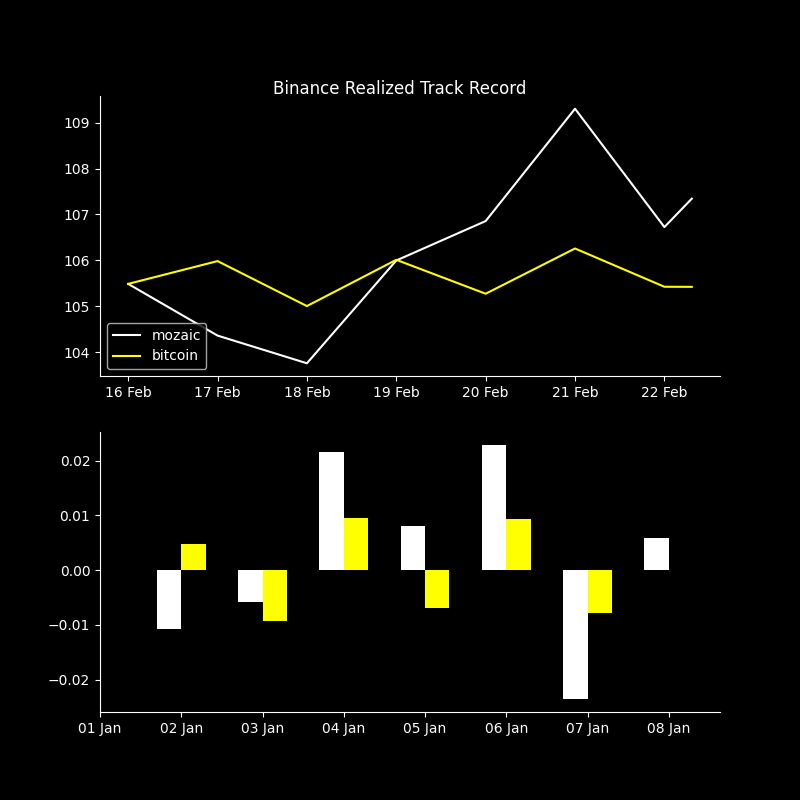 Binance Realized Track Record
109
108
107
106
105
104
mozaic
bitcoin
16 Feb 17 Feb 18 Feb 19 Feb 20 Feb 21 Feb 22 Feb
0.02
0.01
0.00
−0.01
−0.02
01 Jan 02 Jan 03 Jan 04 Jan 05 Jan 06 Jan 07 Jan 08 Jan